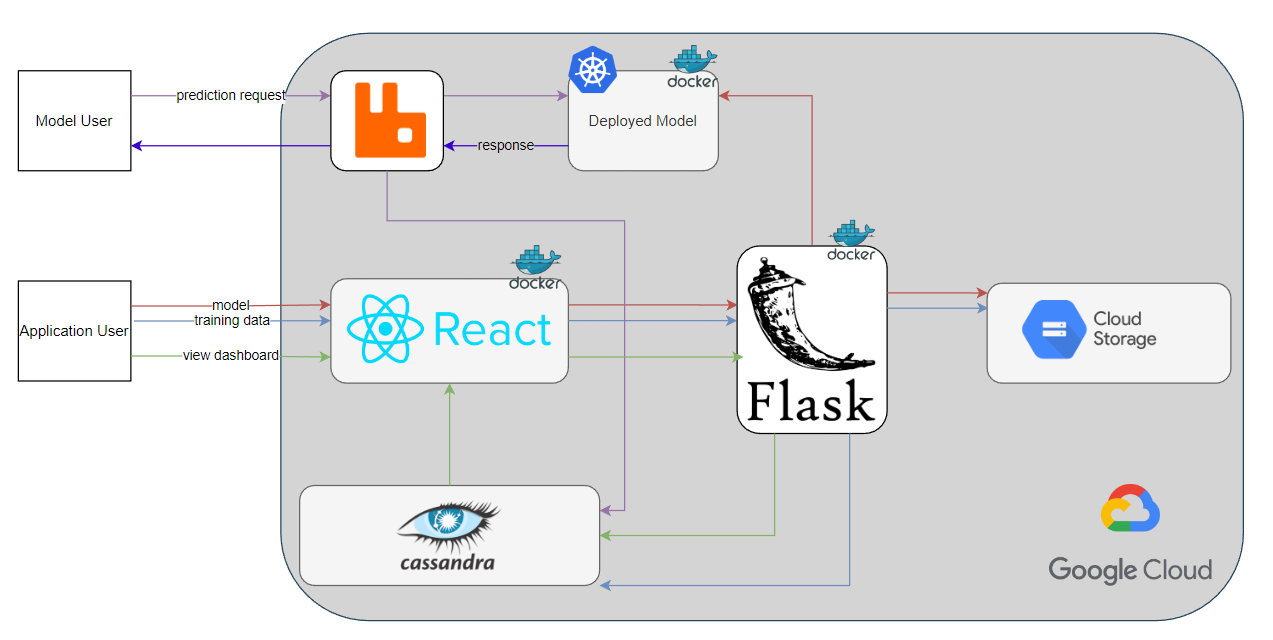 docker
prediction request
Model User
Deployed Model
response
docker
docker
model
training data
Application User
React
view dashboard
Cloud
Storage
Flask
cassandra
Google Cloud